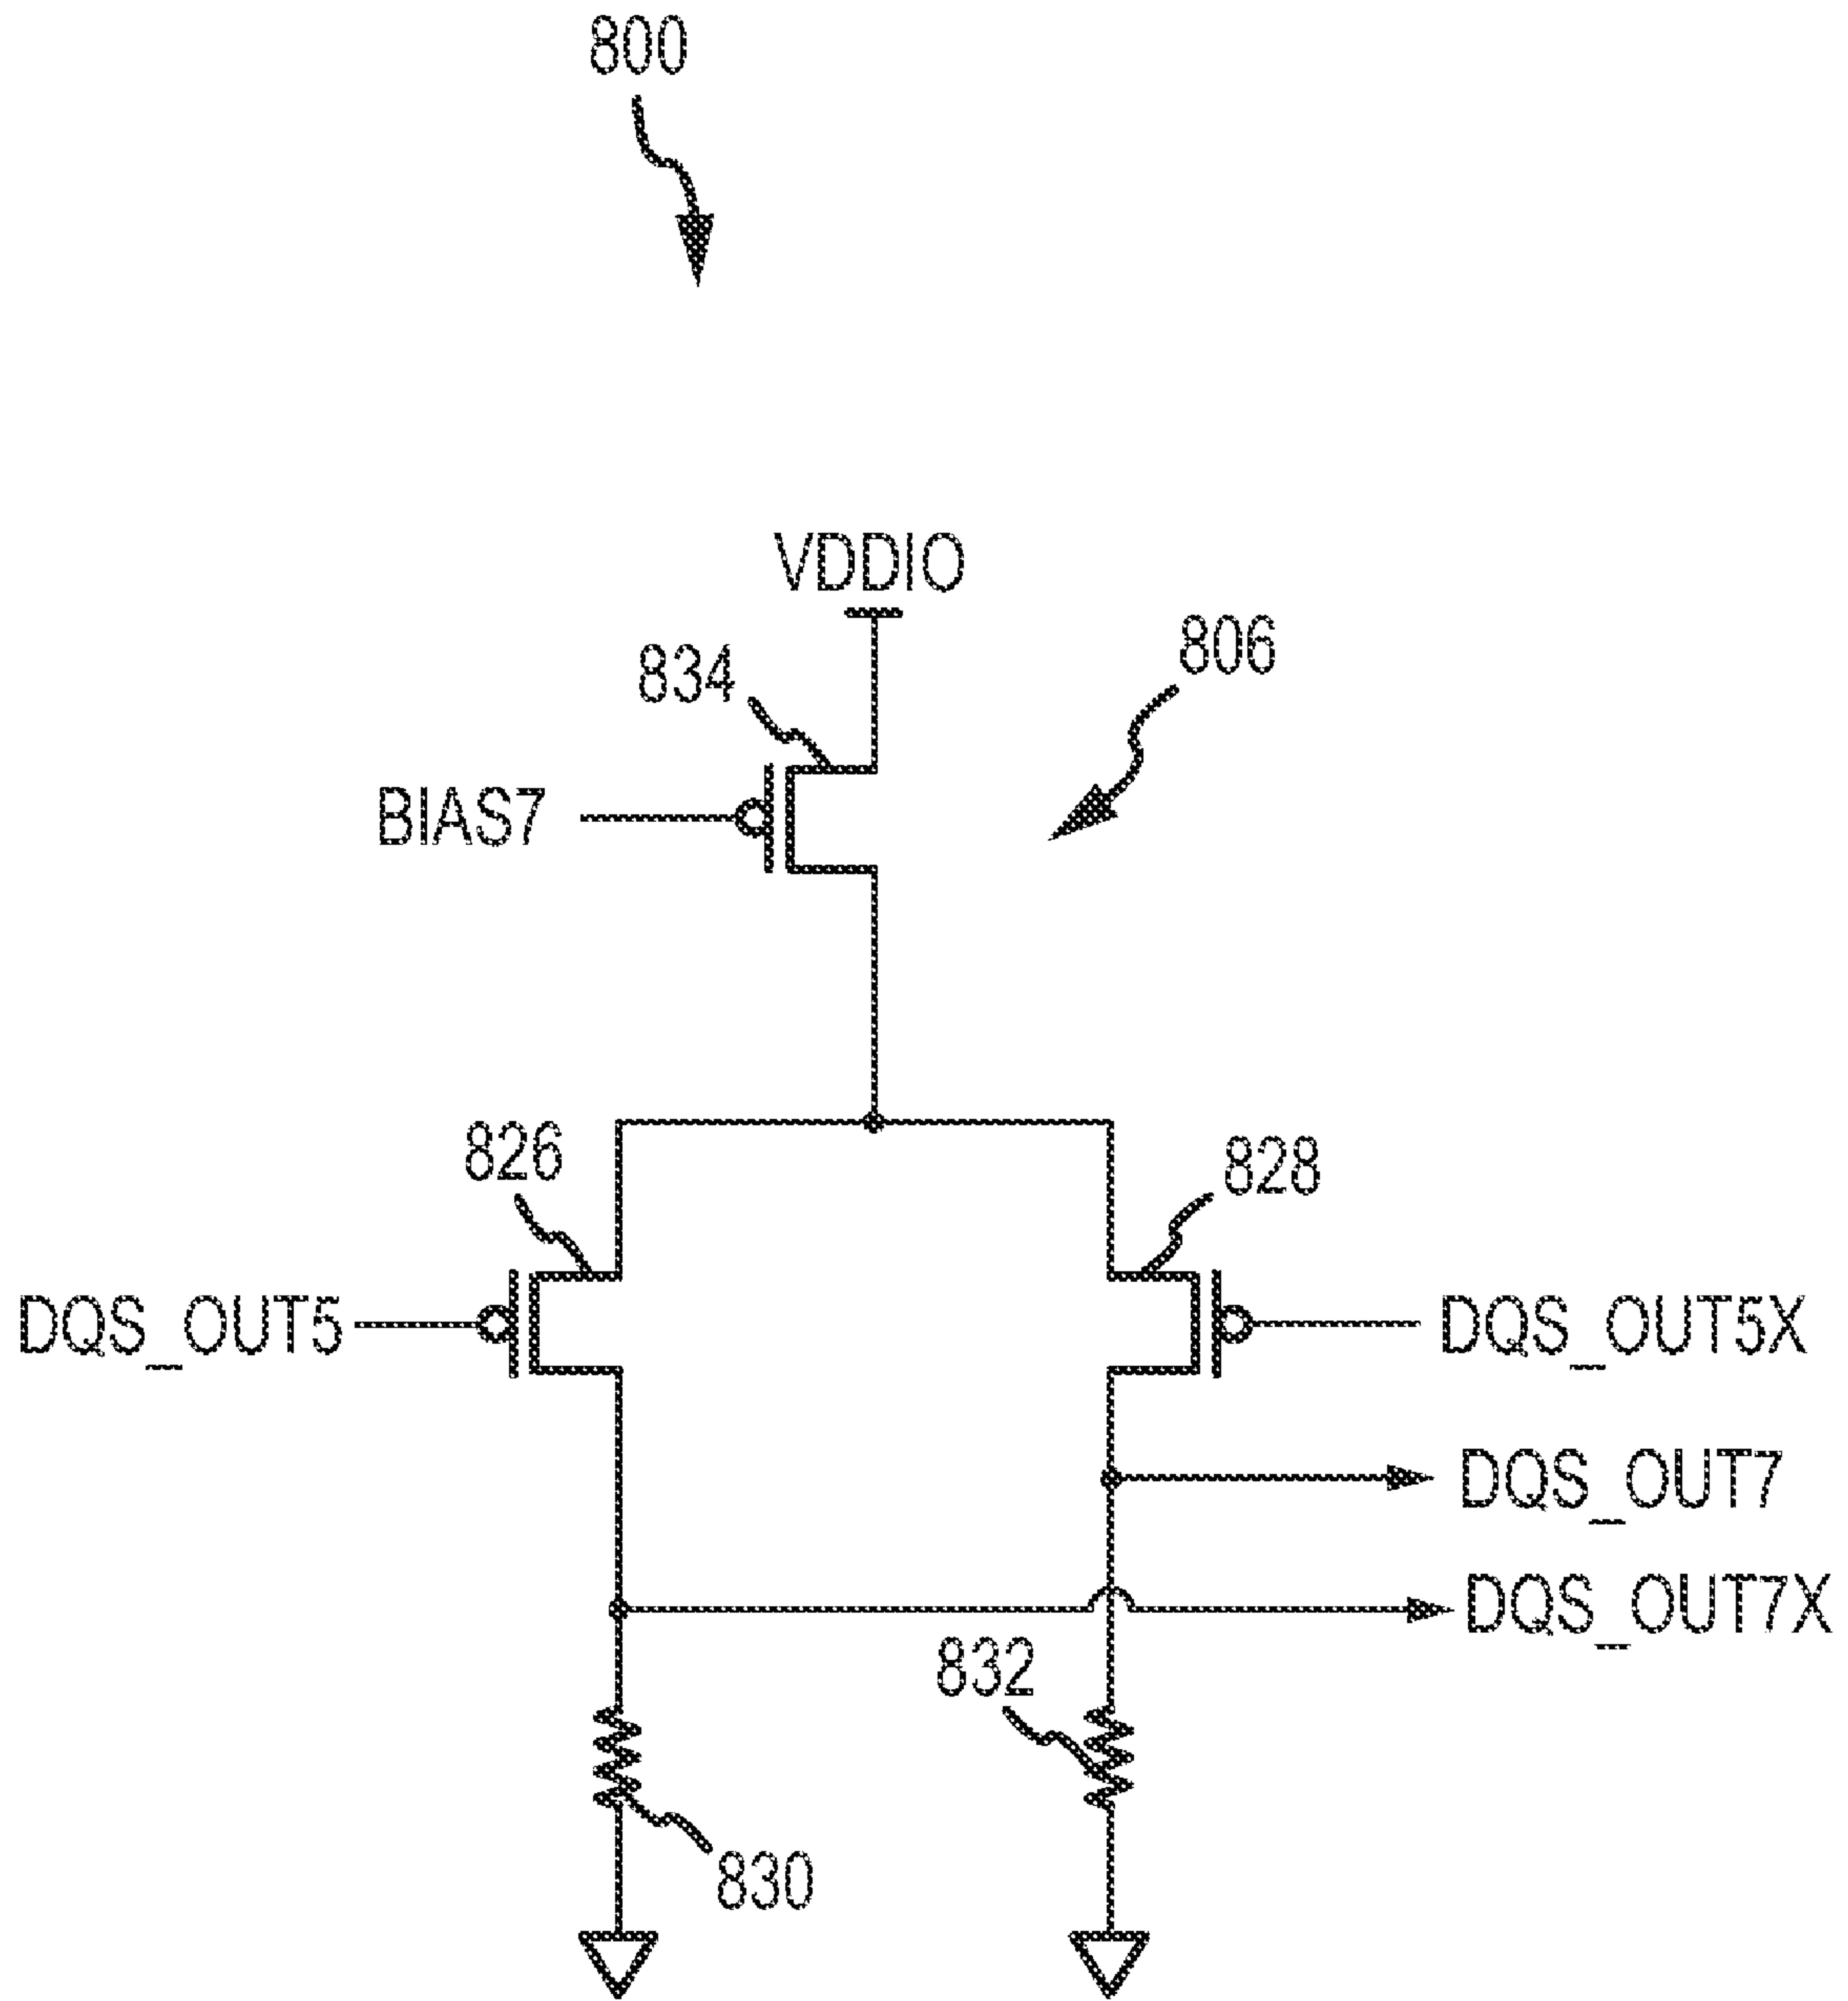 800
VDDIO
806
834
BIAS7
826
828
DQS_OUT5
DQS_OUT5X
DQS_OUT7
DQS_OUT7X
832
830